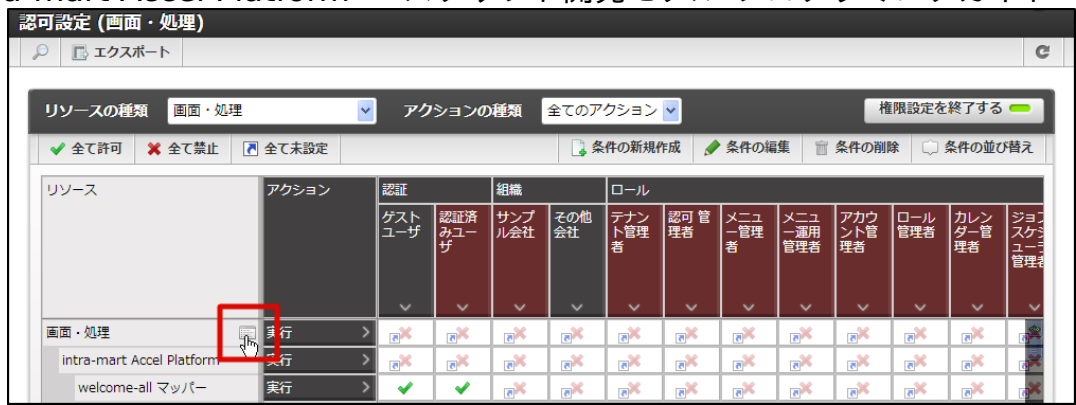 認可設定 (画面・処理)
エクスポート
リソースの種類 画面・処理 アクションの種類 全てのアクション 権限設定を終了する
全て許可 全て禁止 全て未設定 条件の新規作成 条件の編集 条件の削除 条件の並び替え
リソース アクション 認証 組織 ロール
ゲストユーザ 認証済みユーザ サンプル会社 その他会社 テナント管理者 認可 管理者 メニュー管理者 メニュー運用管理者 アカウント管理者 ロール管理者 カレンダー管理者
画面・処理 実行
intra-mart Accel Platform 実行
welcome-all マッパー 実行